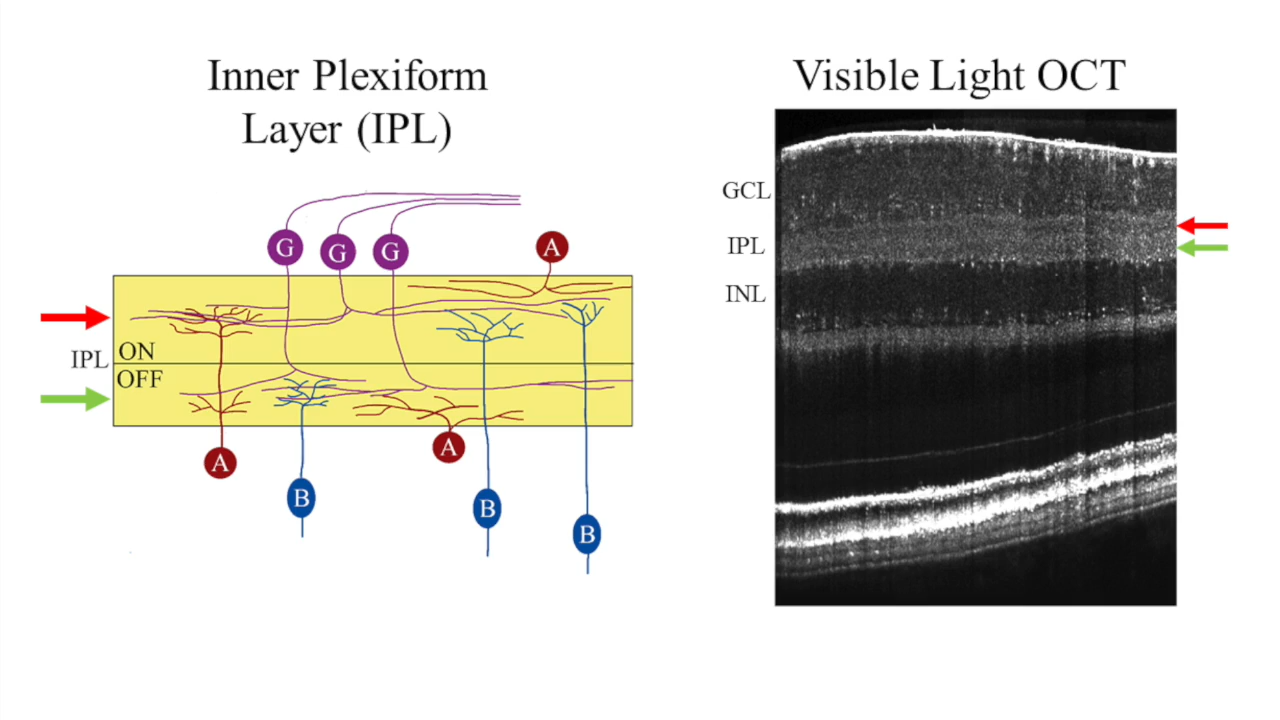 Inner Plexiform
Layer (IPL)
Visible Light OCT
GCL
IPL
INL
G
G
G
A
IPL
ON
OFF
A
A
B
B
B